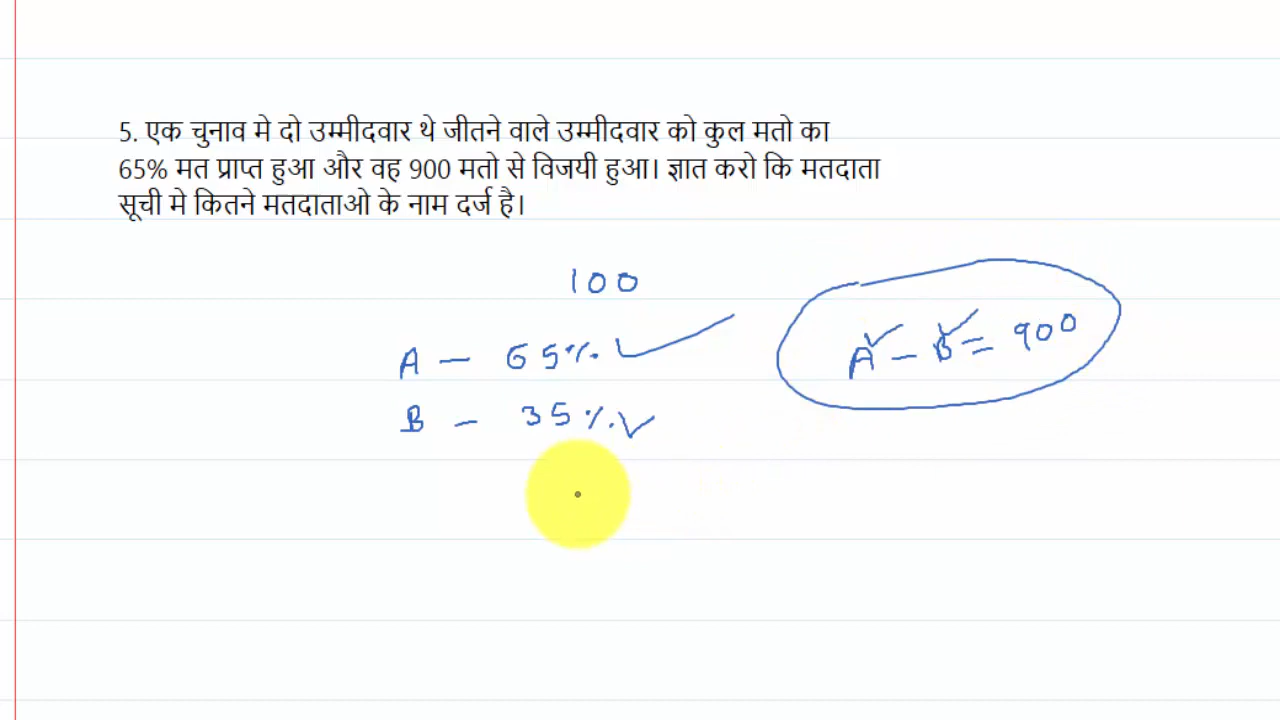 5. एक चुनाव मे दो उम्मीदवार थे जीतने वाले उम्मीदवार को कुल मतो का
65% मत प्राप्त हुआ और वह 900 मतो से विजयी हुआ। ज्ञात करो कि मतदाता
सूची मे कितने मतदाताओ के नाम दर्ज है।
100
A - 65% ✓
B - 35% ✓
A - B = 900